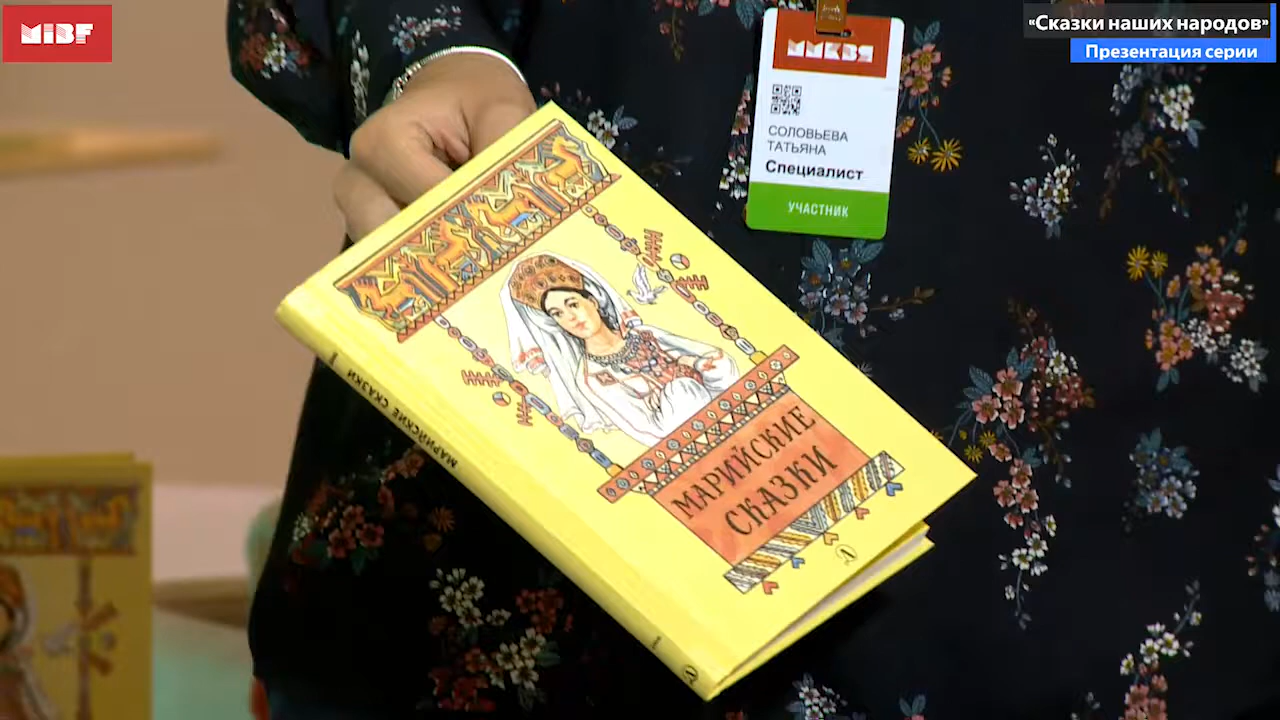 MIBF
«Сказки наших народов»
Презентация серии
ММКВЯ
СОЛОВЬЕВА
ТАТЬЯНА
Специалист
УЧАСТНИК
МАРИЙСКИЕ
СКАЗКИ
МАРИЙСКИЕ СКАЗКИ